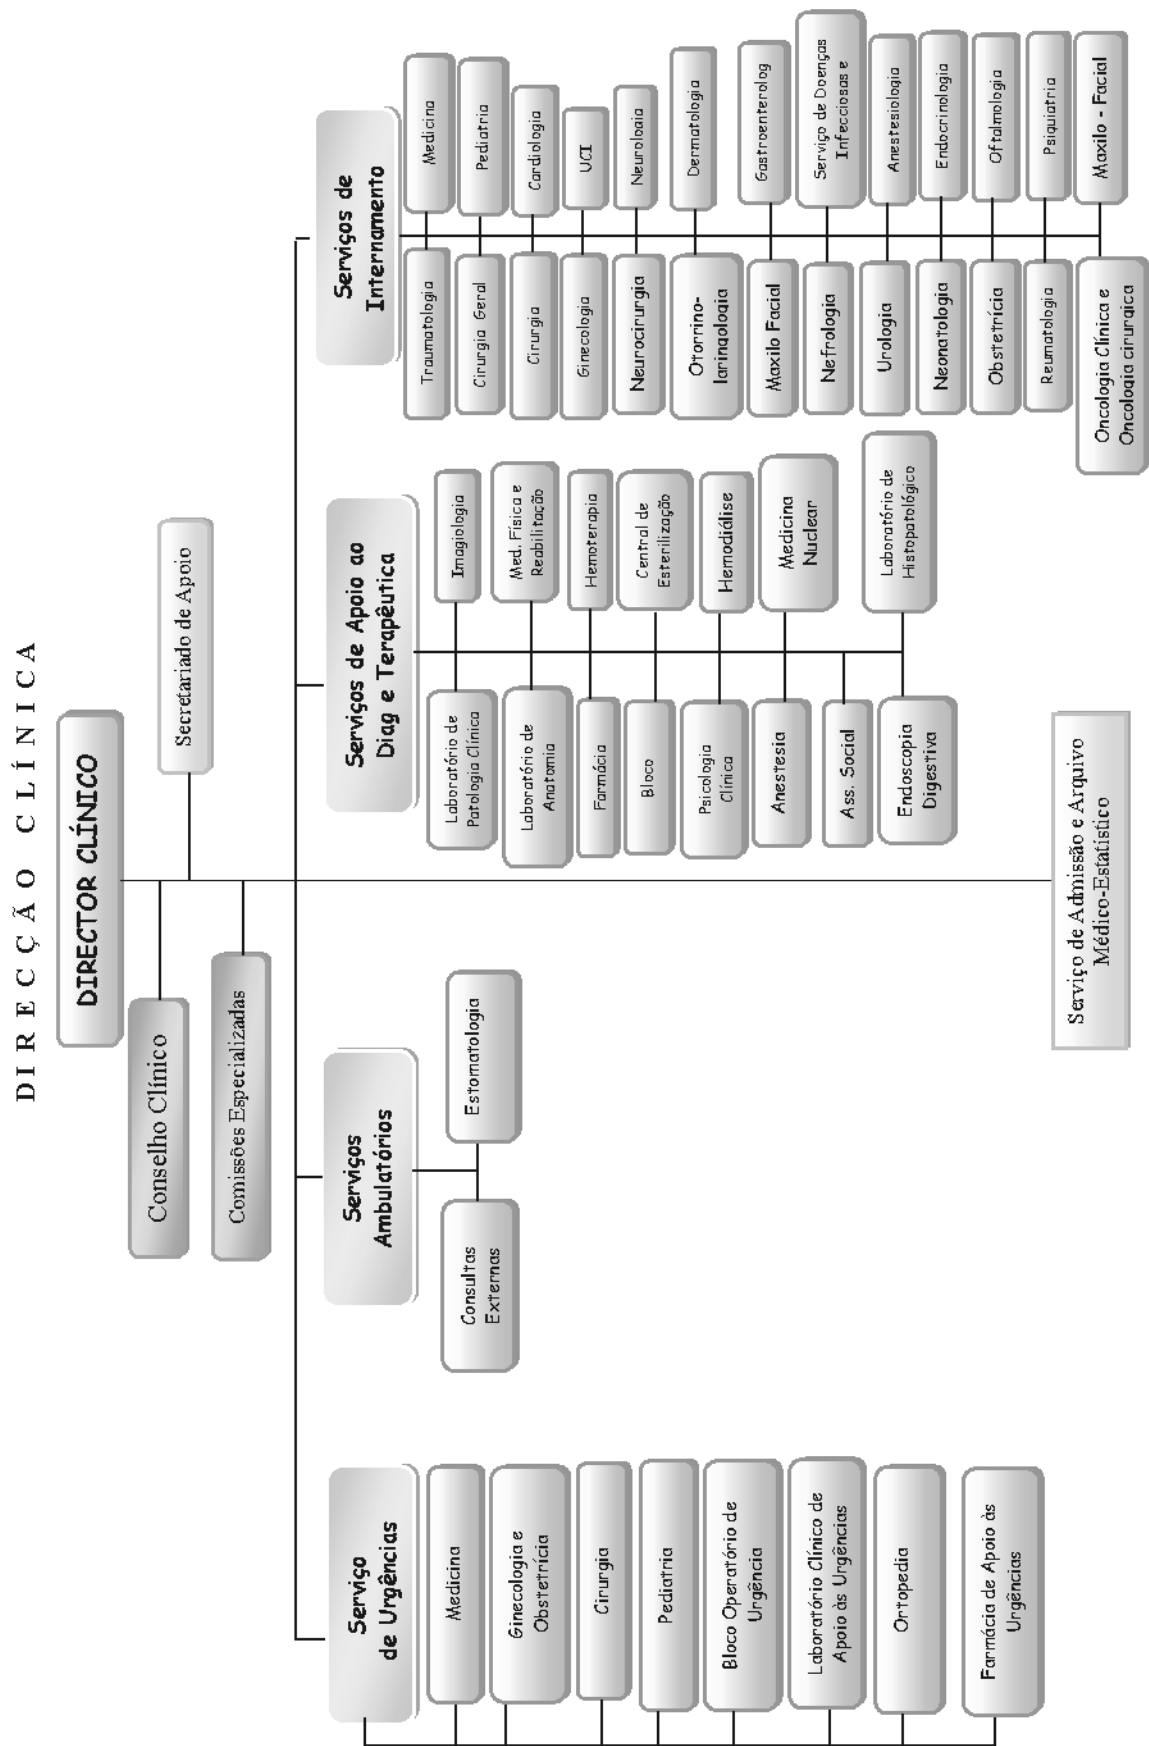 DIRECÇÃO CLÍNICA
DIRECTOR CLÍNICO
Conselho Clínico
Secretariado de Apoio
Comissões Especializadas
Serviço
de Urgências
Medicina
Ginecologia e
Obstetrícia
Cirurgia
Pediatria
Bloco Operatório de
Urgência
Laboratório Clínico de
Apoio às Urgências
Ortopedia
Farmácia de Apoio às
Urgências
Serviços
Ambulatórios
Consultas
Externas
Estomatologia
Serviços de Apoio ao
Diag e Terapêutica
Laboratório de
Patologia Clínica
Imagiologia
Laboratório de
Anatomia
Med. Física e
Reabilitação
Farmácia
Hemoterapia
Bloco
Central de
Esterilização
Psicologia
Clínica
Hemodiálise
Anestesia
Medicina
Nuclear
Ass. Social
Endoscopia
Digestiva
Laboratório de
Histopatológico
Serviços de
Internamento
Traumatologia
Medicina
Cirurgia Geral
Pediatria
Cirurgia
Cardiologia
Ginecologia
UCI
Neurocirurgia
Neurologia
Otorrino-
laringologia
Dermatologia
Maxilo Facial
Gastroenterolog
Nefrologia
Serviço de Doenças
Infecciosas e
Urologia
Anestesiologia
Neonatologia
Endocrinologia
Obstetrícia
Oftalmologia
Reumatologia
Psiquiatria
Oncologia Clínica e
Oncologia cirurgica
Maxilo - Facial
Serviço de Admissão e Arquivo
Médico-Estatístico